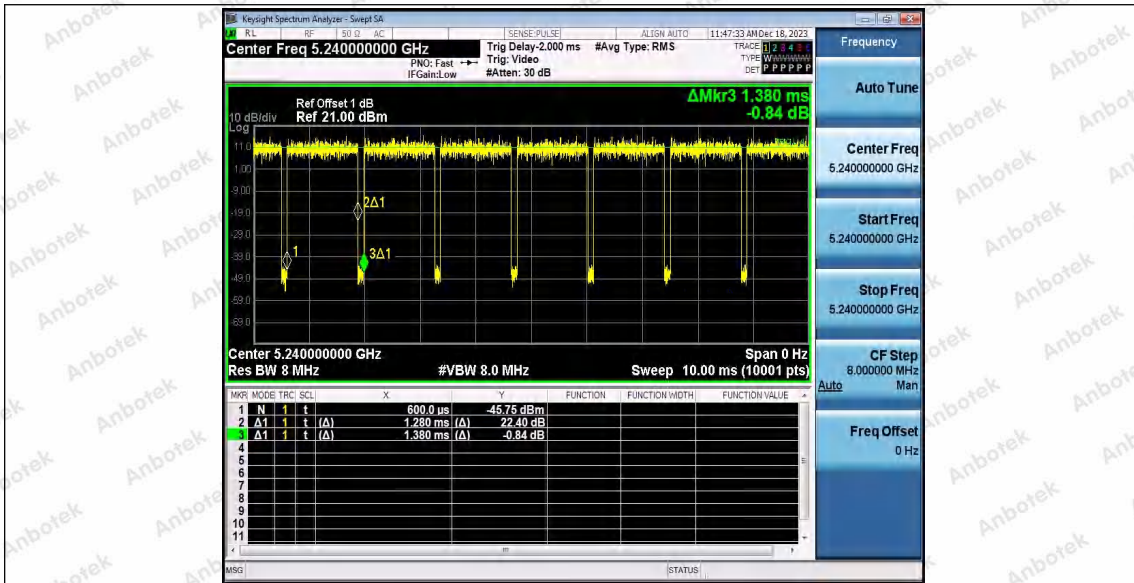 Keysight Spectrum Analyzer - Swept SA
RL RF 50 Ω AC SENSE:PULSE ALIGN AUTO 11:47:33 AM Dec 18, 2023
Center Freq 5.240000000 GHz
PNO: Fast
IFGain:Low
Trig Delay-2.000 ms
Trig: Video
#Atten: 30 dB
#Avg Type: RMS
TRACE 1 2 3 4 5 6
TYPE WWWWWW
DET P P P P P P
Frequency
Auto Tune
Center Freq
5.240000000 GHz
Start Freq
5.240000000 GHz
Stop Freq
5.240000000 GHz
CF Step
8.000000 MHz
Auto Man
Freq Offset
0 Hz
ΔMkr3 1.380 ms
-0.84 dB
Ref Offset 1 dB
10 dB/div Ref 21.00 dBm
Log
11.0
1.00
-9.00
-19.0
-29.0
-39.0
-49.0
-59.0
-69.0
2Δ1
1
3Δ1
Center 5.240000000 GHz Span 0 Hz
Res BW 8 MHz #VBW 8.0 MHz Sweep 10.00 ms (10001 pts)
MKR MODE TRC SCL X Y FUNCTION FUNCTION WIDTH FUNCTION VALUE
1 N 1 t 600.0 µs -45.75 dBm
2 Δ1 1 t (Δ) 1.280 ms (Δ) 22.40 dB
3 Δ1 1 t (Δ) 1.380 ms (Δ) -0.84 dB
4
5
6
7
8
9
10
11
MSG STATUS
Anbotek